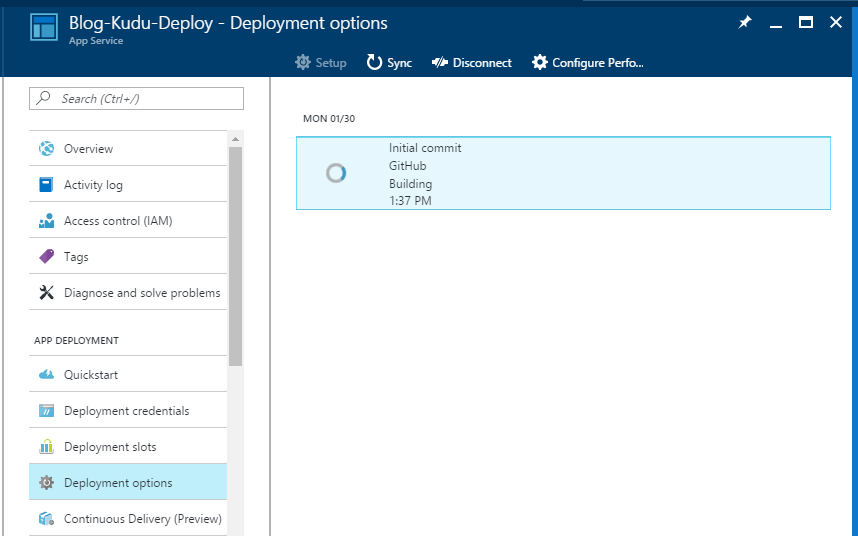 Blog-Kudu-Deploy - Deployment options
App Service
Setup
Sync
Disconnect
Configure Perfo...
Search (Ctrl+/)
Overview
Activity log
Access control (IAM)
Tags
Diagnose and solve problems
APP DEPLOYMENT
Quickstart
Deployment credentials
Deployment slots
Deployment options
Continuous Delivery (Preview)
MON 01/30
Initial commit
GitHub
Building
1:37 PM